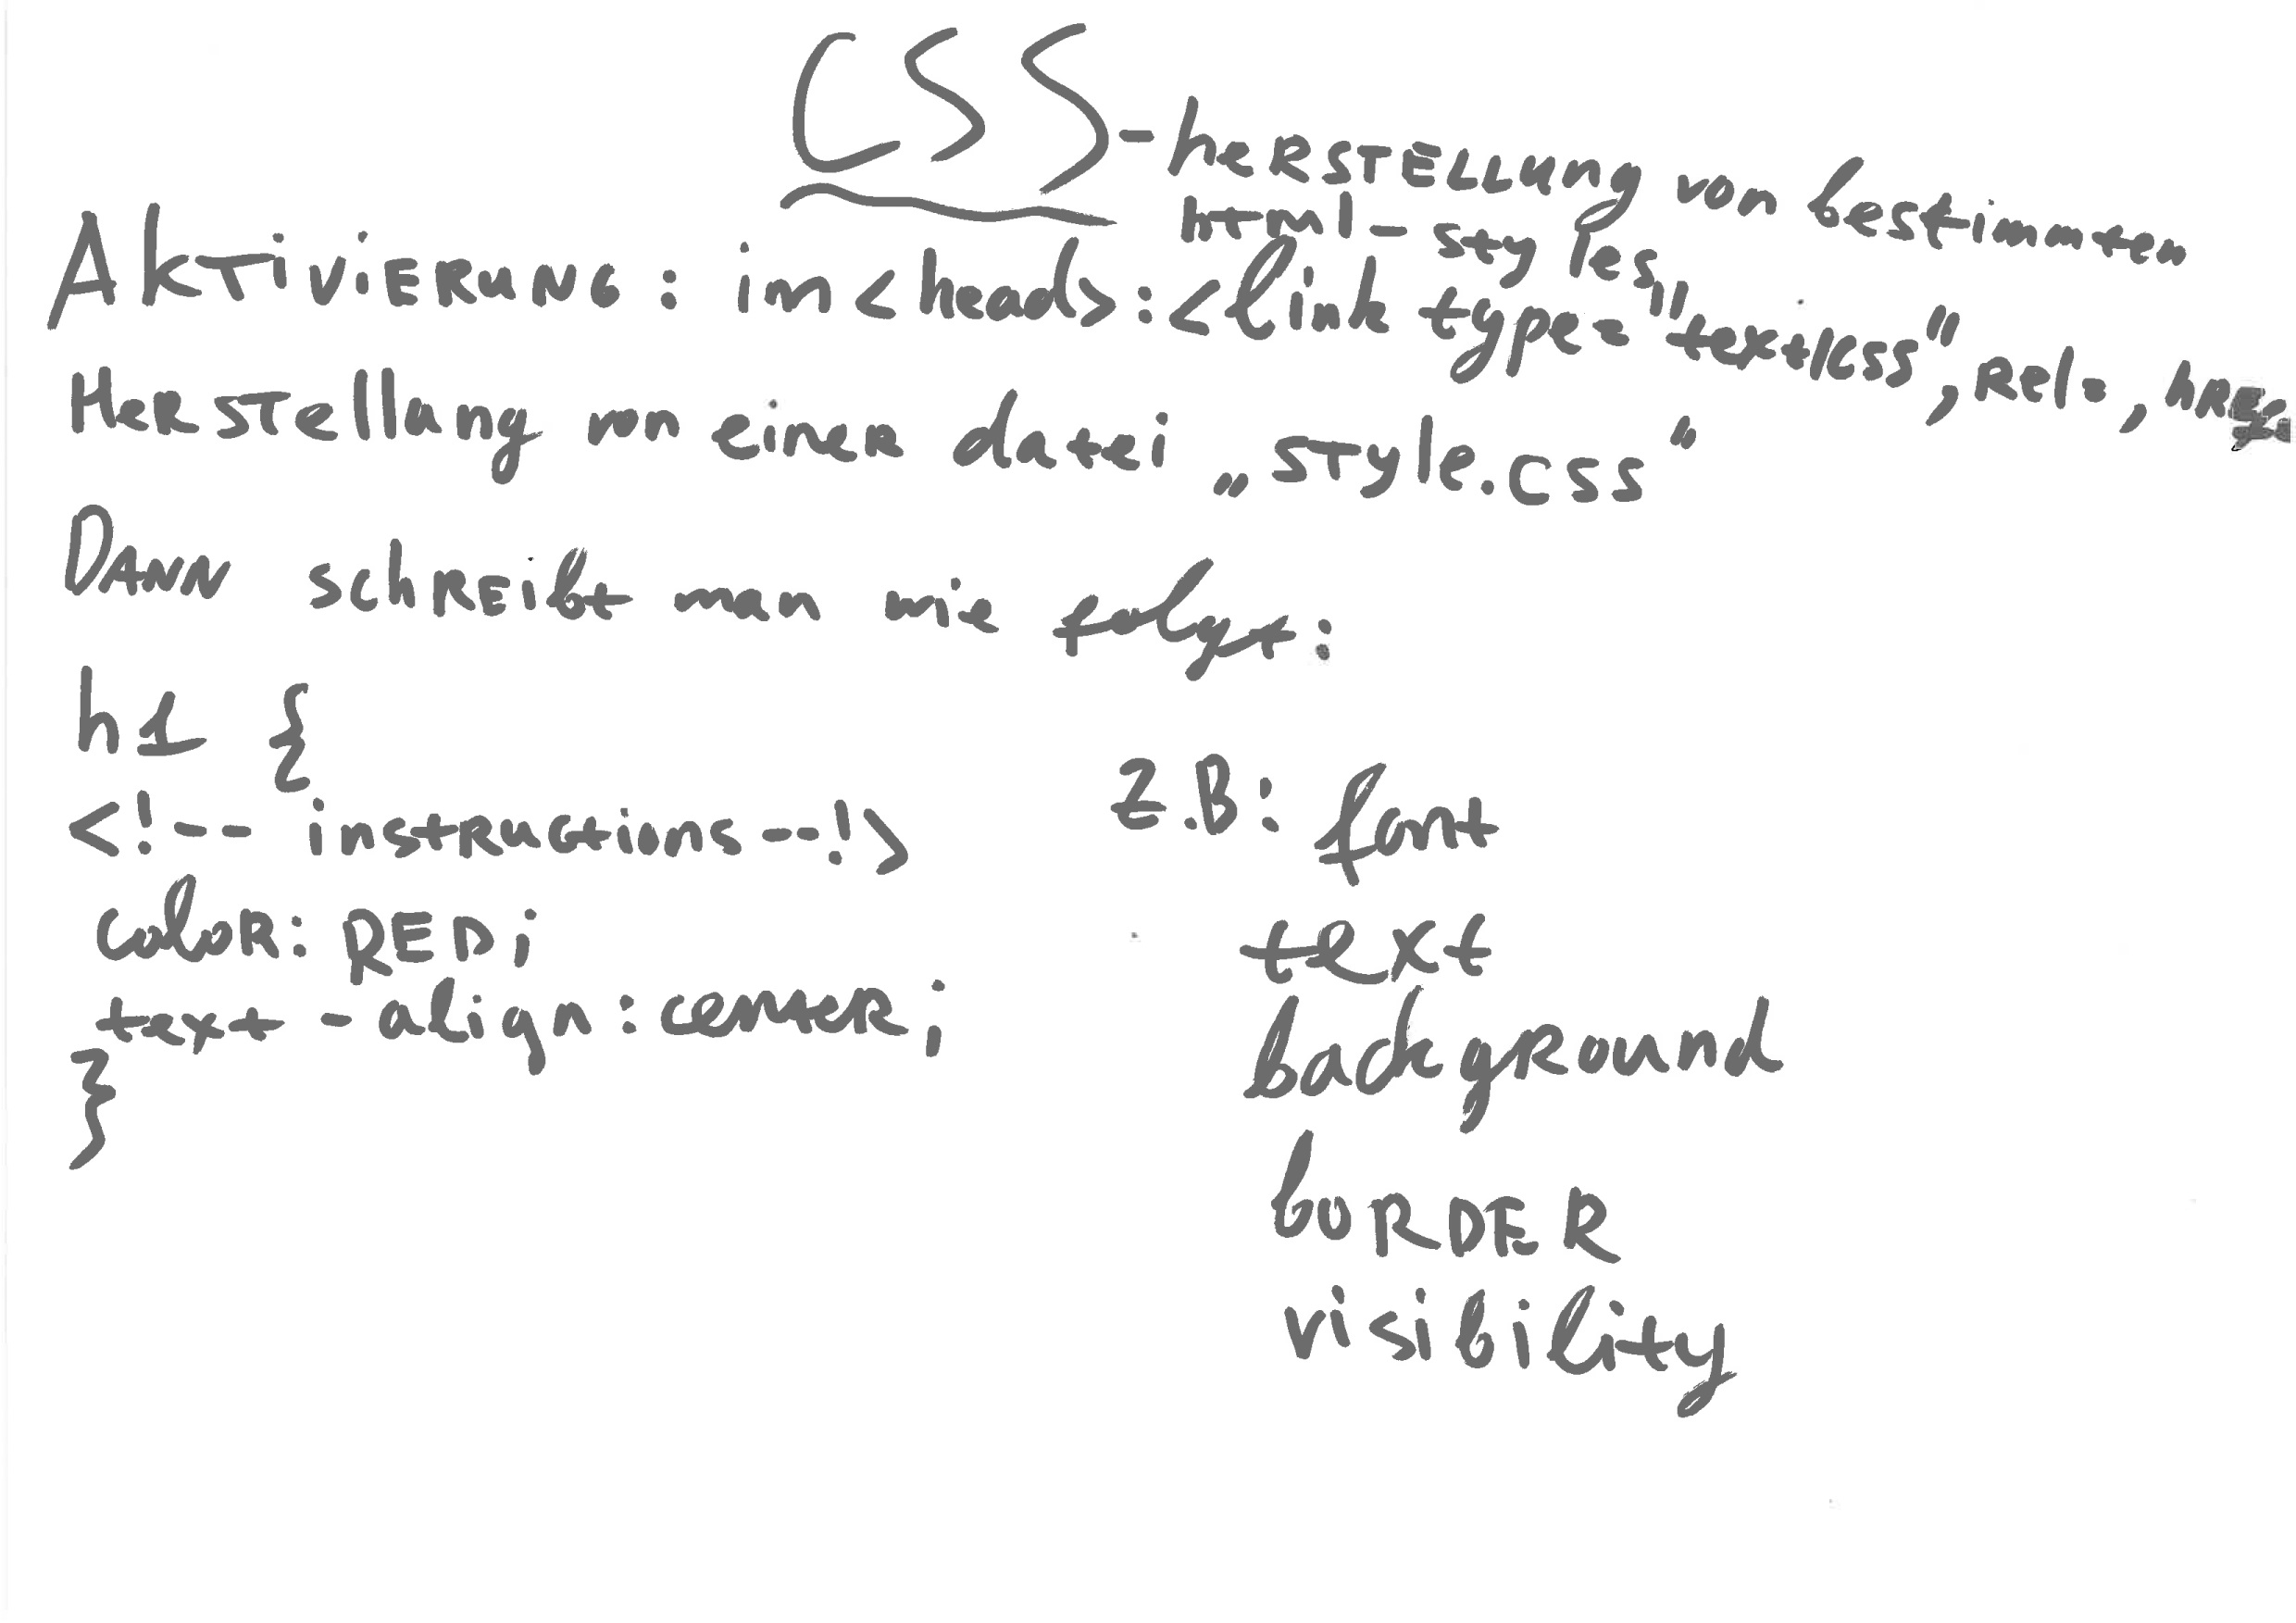 CSS - herstellung von bestimmten
html-styles
Aktivierung: im <head>: <link type="text/css", rel=, href
Herstellung von einer datei „style.css"
Dann schreibt man wie folgt:
h1 {
<!-- instructions --!>
color: RED;
text-align: center;
}
Z.B: font
text
background
border
visibility